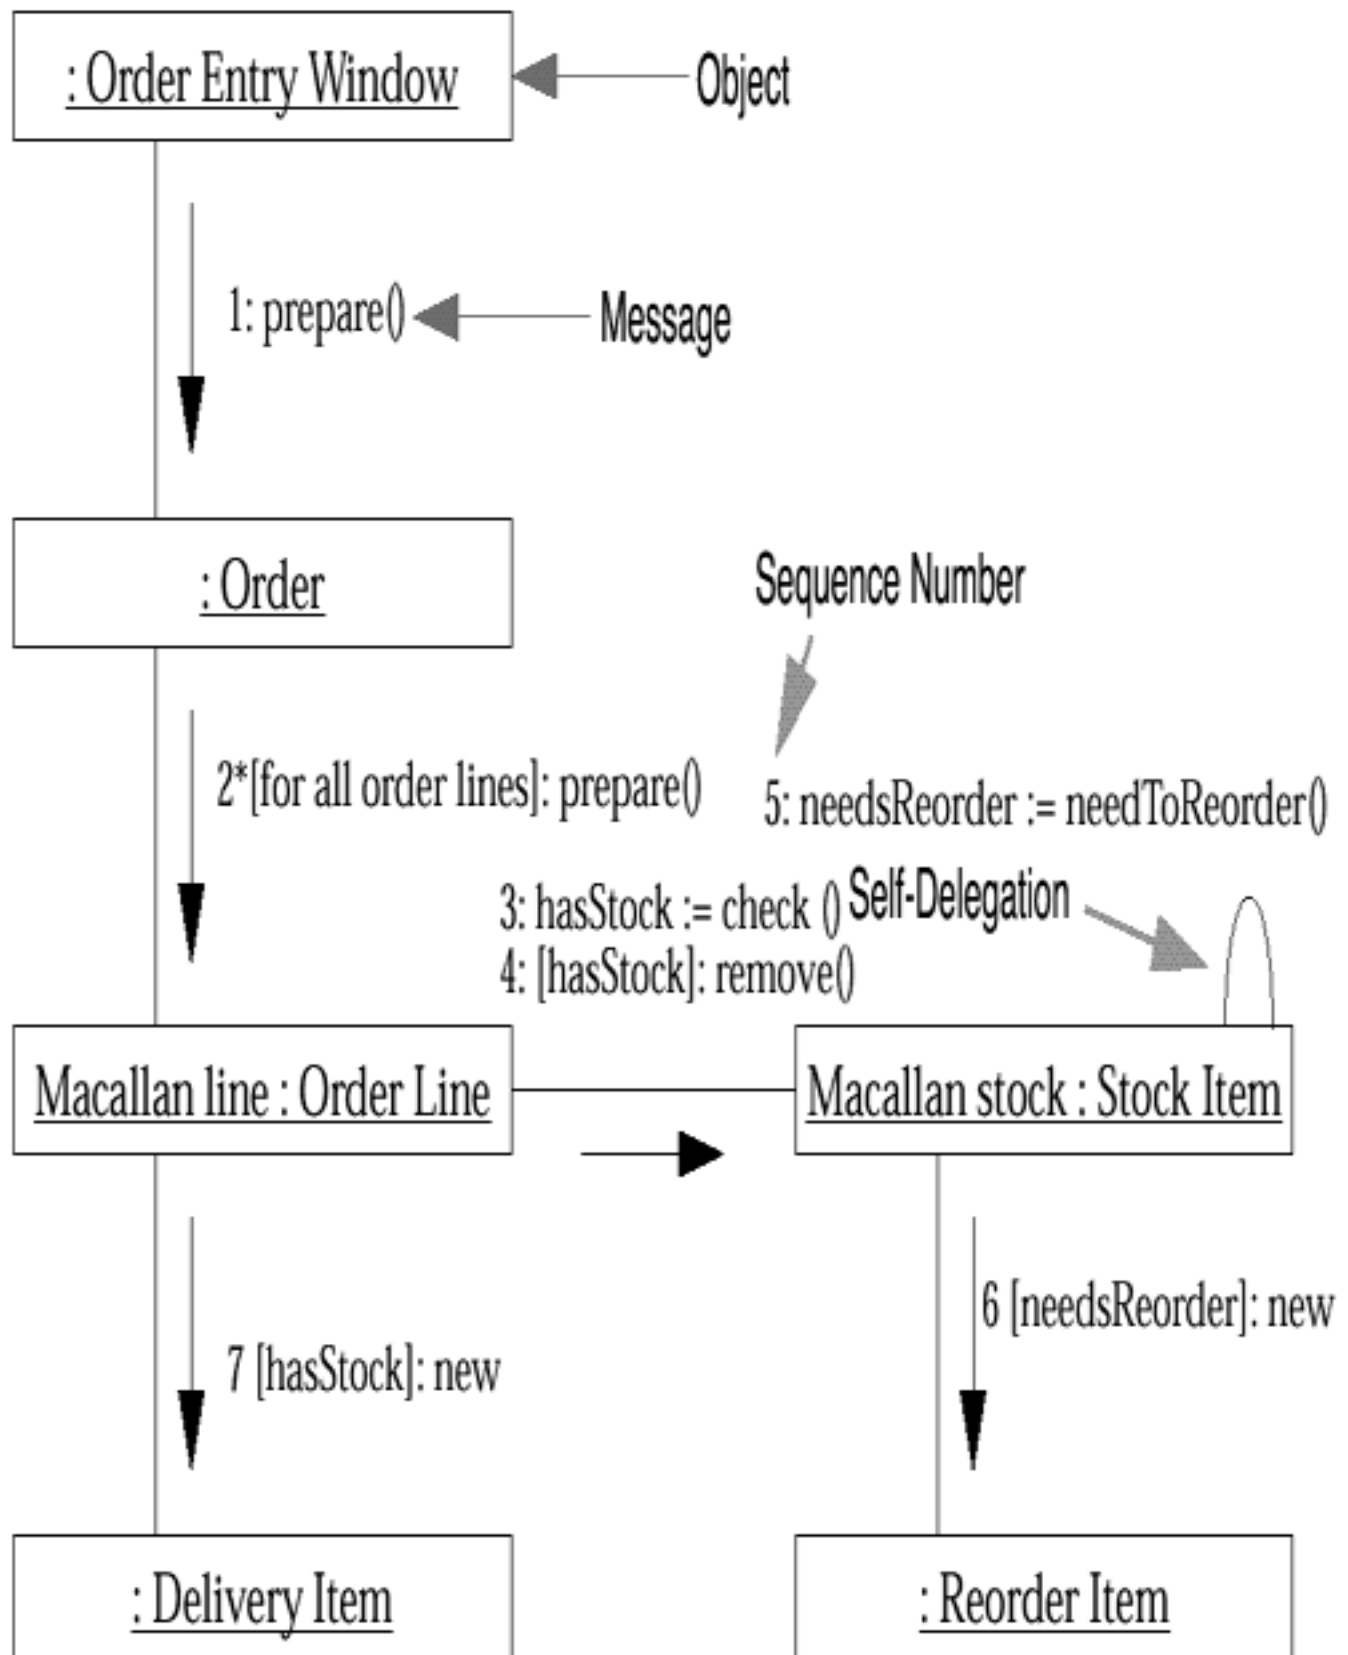 : Order Entry Window
Object
1: prepare()
Message
: Order
Sequence Number
2*[for all order lines]: prepare()
5: needsReorder := needToReorder()
3: hasStock := check ()
Self-Delegation
4: [hasStock]: remove()
Macallan line : Order Line
Macallan stock : Stock Item
6 [needsReorder]: new
7 [hasStock]: new
: Delivery Item
: Reorder Item